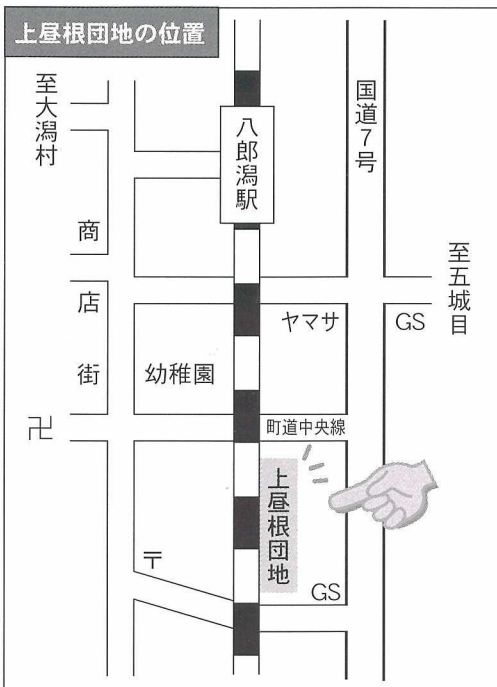 上昼根団地の位置
至大潟村
八郎潟駅
国道7号
至五城目
商店街
ヤマサ
GS
幼稚園
卍
町道中央線
上昼根団地
〒
GS